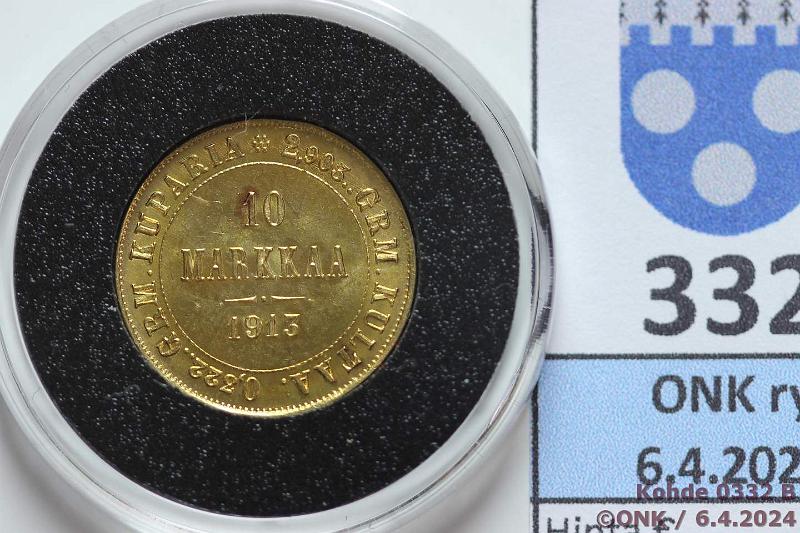 2,903. GRM. KULTAA. 0,322. GRM. KUPARIA
10
MARKKAA
1913
332
ONK ry
6.4.202
Hinta €
Kohde 0332 B
©ONK / 6.4.2024